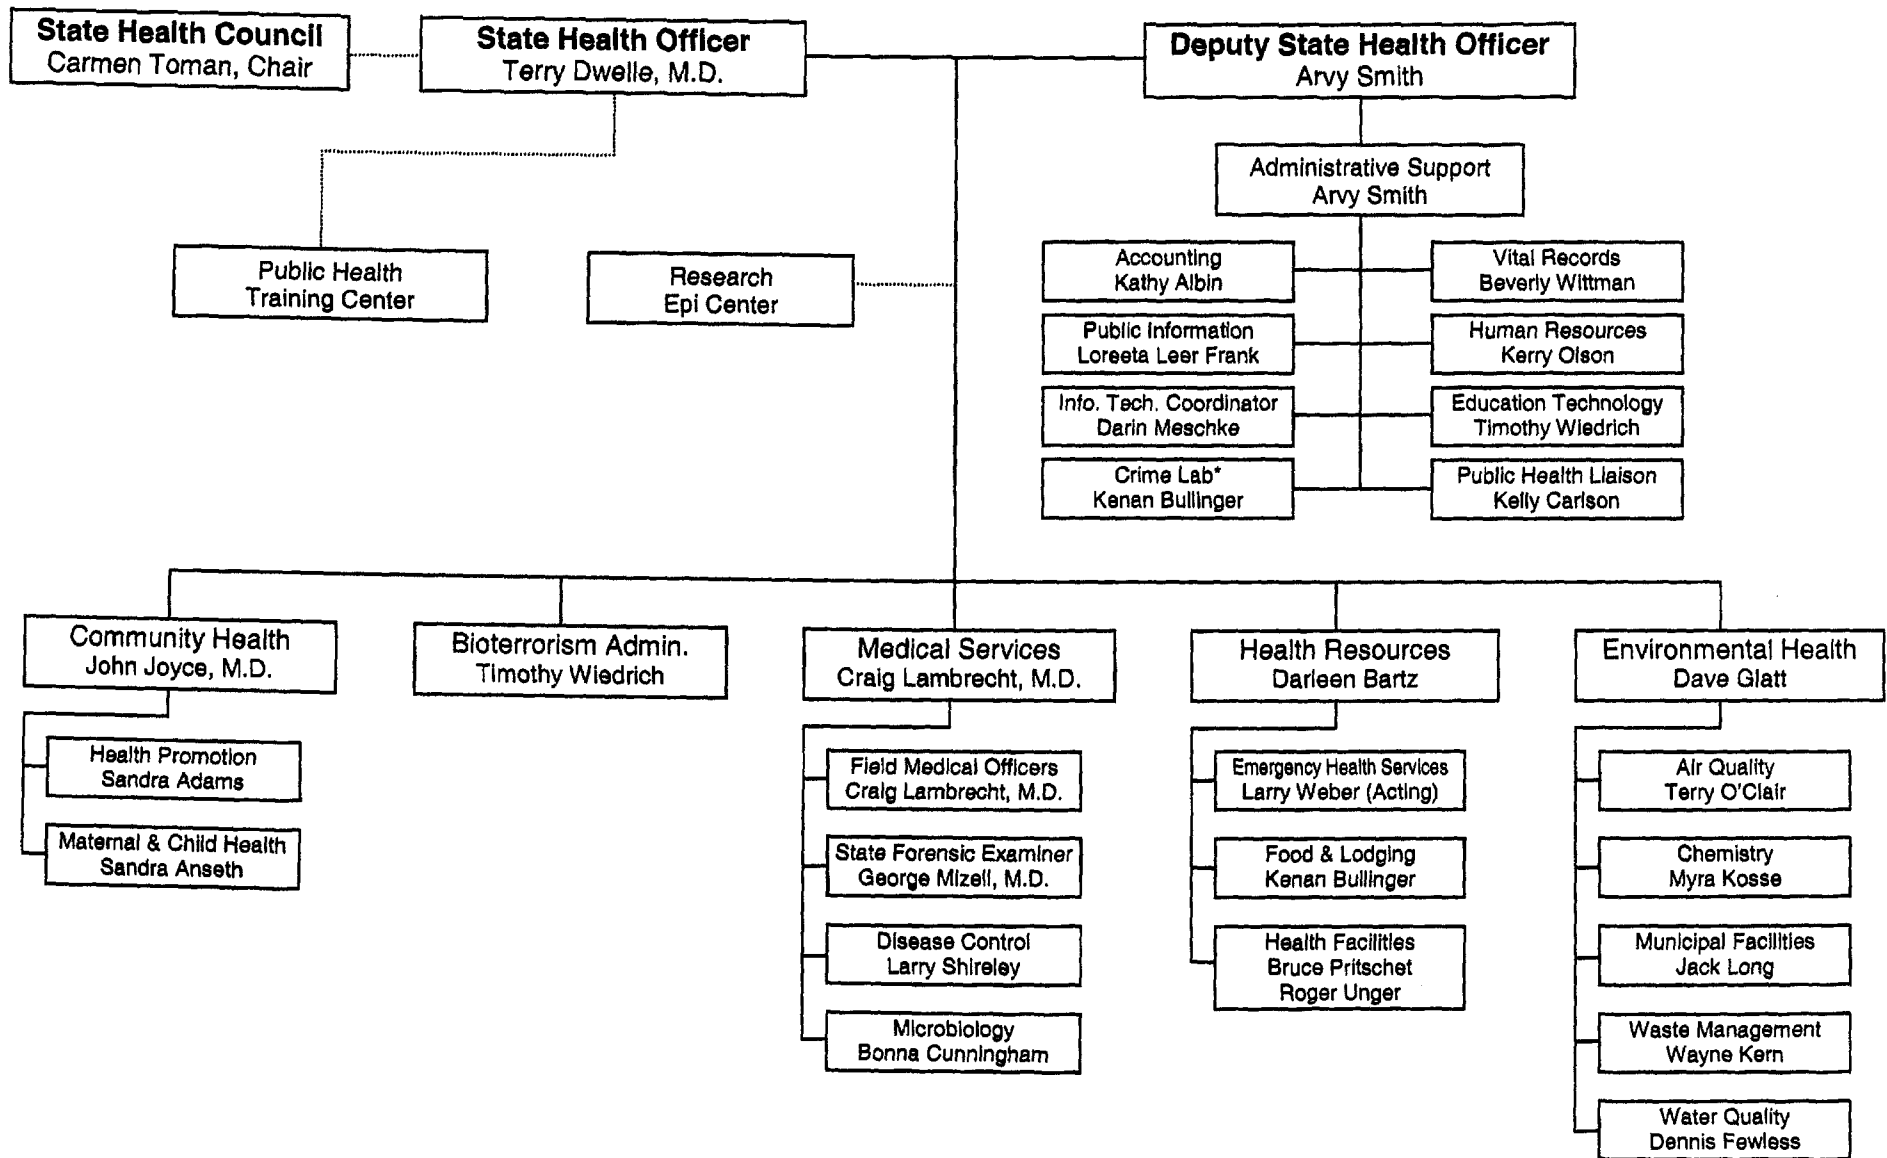 State Health Council
Carmen Toman, Chair
State Health Officer
Terry Dwelle, M.D.
Deputy State Health Officer
Arvy Smith
Administrative Support
Arvy Smith
Public Health
Training Center
Research
Epi Center
Accounting
Kathy Albin
Vital Records
Beverly Wittman
Public Information
Loreeta Leer Frank
Human Resources
Kerry Olson
Info. Tech. Coordinator
Darin Meschke
Education Technology
Timothy Wiedrich
Crime Lab*
Kenan Bullinger
Public Health Liaison
Kelly Carlson
Community Health
John Joyce, M.D.
Health Promotion
Sandra Adams
Maternal & Child Health
Sandra Anseth
Bioterrorism Admin.
Timothy Wiedrich
Medical Services
Craig Lambrecht, M.D.
Field Medical Officers
Craig Lambrecht, M.D.
State Forensic Examiner
George Mizell, M.D.
Disease Control
Larry Shireley
Microbiology
Bonna Cunningham
Health Resources
Darleen Bartz
Emergency Health Services
Larry Weber (Acting)
Food & Lodging
Kenan Bullinger
Health Facilities
Bruce Pritschet
Roger Unger
Environmental Health
Dave Glatt
Air Quality
Terry O'Clair
Chemistry
Myra Kosse
Municipal Facilities
Jack Long
Waste Management
Wayne Kern
Water Quality
Dennis Fewless